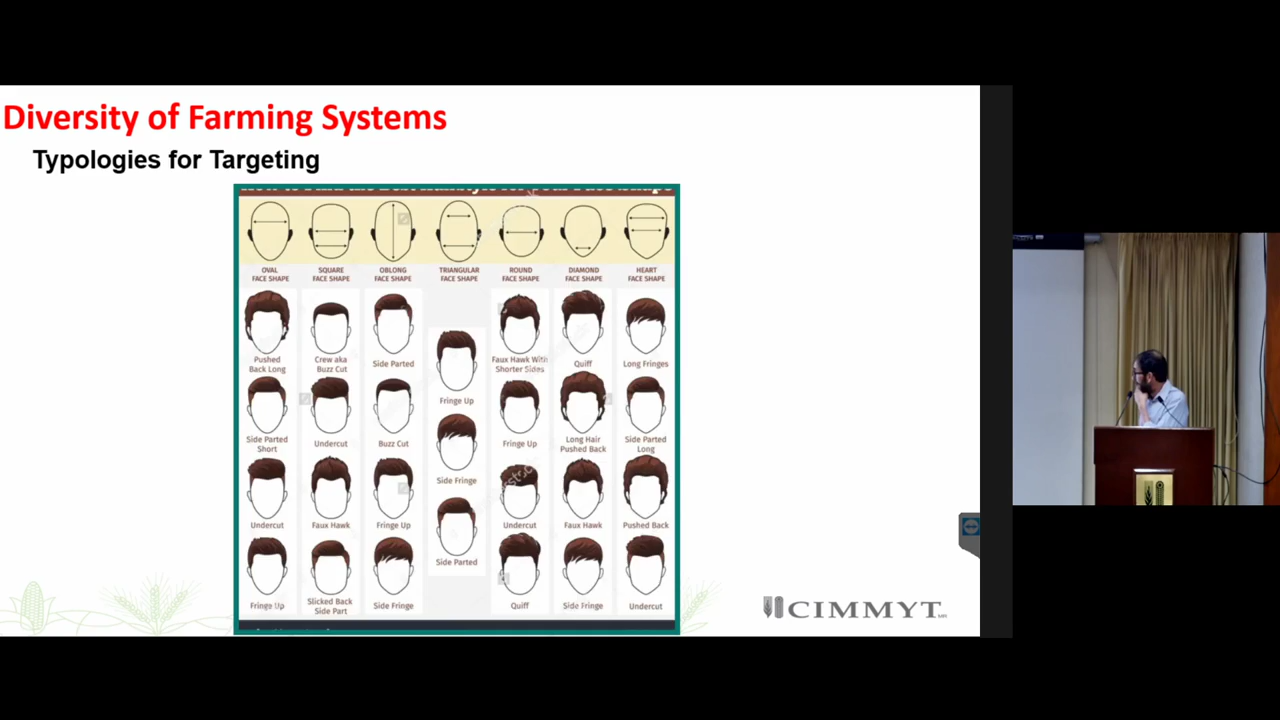 Diversity of Farming Systems
Typologies for Targeting
OVAL
FACE SHAPE
SQUARE
FACE SHAPE
OBLONG
FACE SHAPE
TRIANGULAR
FACE SHAPE
ROUND
FACE SHAPE
DIAMOND
FACE SHAPE
HEART
FACE SHAPE
Pushed
Back Long
Crew aka
Buzz Cut
Side Parted
Fringe Up
Faux Hawk With
Shorter Sides
Quiff
Long Fringes
Side Parted
Short
Undercut
Buzz Cut
Side Fringe
Fringe Up
Long Hair
Pushed Back
Side Parted
Long
Undercut
Faux Hawk
Fringe Up
Side Parted
Undercut
Faux Hawk
Pushed Back
Fringe Up
Slicked Back
Side Part
Side Fringe
Quiff
Side Fringe
Undercut
CIMMYT